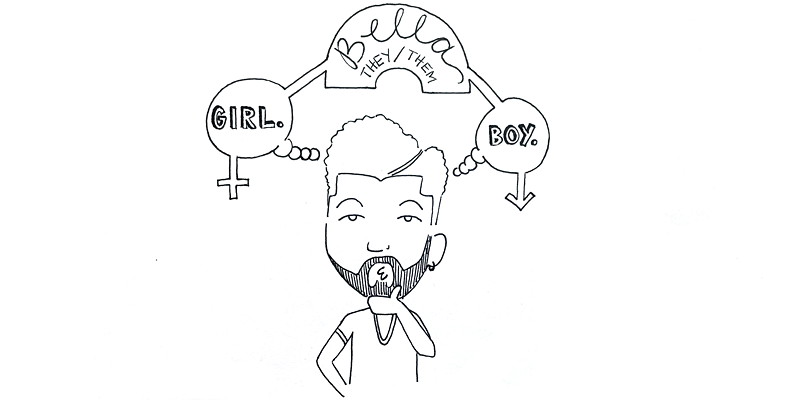 Bella
THEY/THEM
GIRL.
BOY.